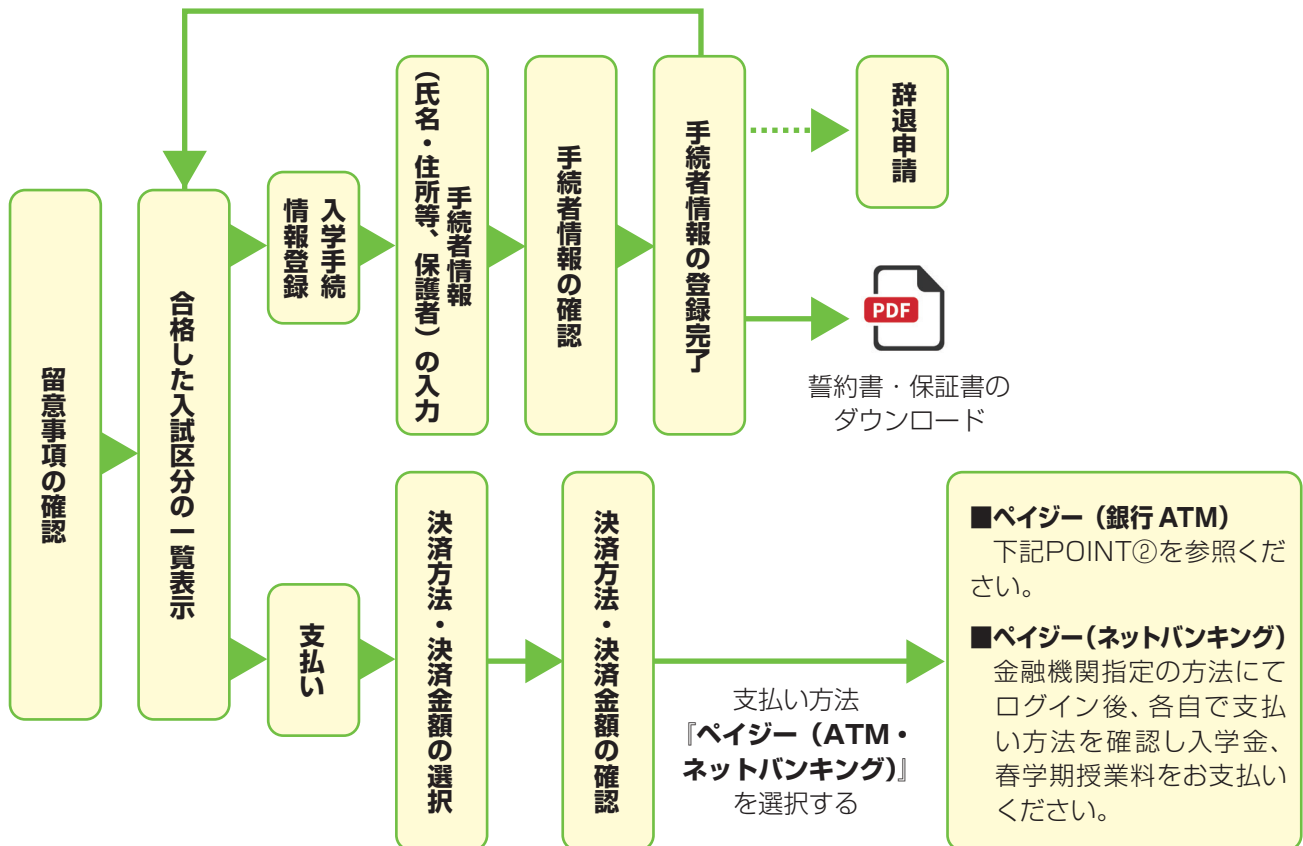 留意事項の確認
合格した入試区分の一覧表示
入学手続
情報登録
手続者情報
（氏名・住所等、保護者）の入力
手続者情報の確認
手続者情報の登録完了
辞退申請
PDF
誓約書・保証書の
ダウンロード
支払い
決済方法・決済金額の選択
決済方法・決済金額の確認
支払い方法
『ペイジー（ATM・
ネットバンキング）』
を選択する
■ペイジー（銀行 ATM）
下記POINT②を参照くだ
さい。
■ペイジー（ネットバンキング）
金融機関指定の方法にて
ログイン後、各自で支払
い方法を確認し入学金、
春学期授業料をお支払い
ください。